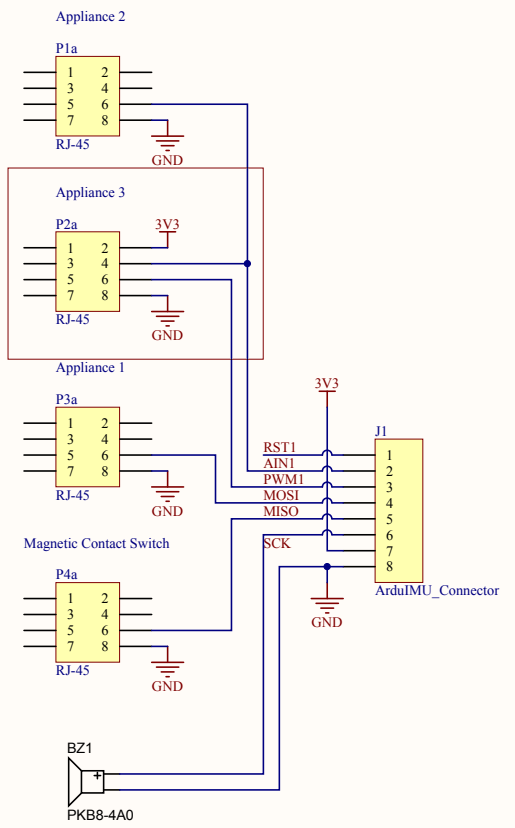 Appliance 2
P1a
1 2
3 4
5 6
7 8
RJ-45
GND
Appliance 3
P2a
3V3
1 2
3 4
5 6
7 8
RJ-45
GND
Appliance 1
P3a
1 2
3 4
5 6
7 8
RJ-45
GND
3V3
J1
RST1 1
AIN1 2
PWM1 3
MOSI 4
MISO 5
6
SCK 7
8
ArduIMU_Connector
GND
Magnetic Contact Switch
P4a
1 2
3 4
5 6
7 8
RJ-45
GND
BZ1
+
PKB8-4A0